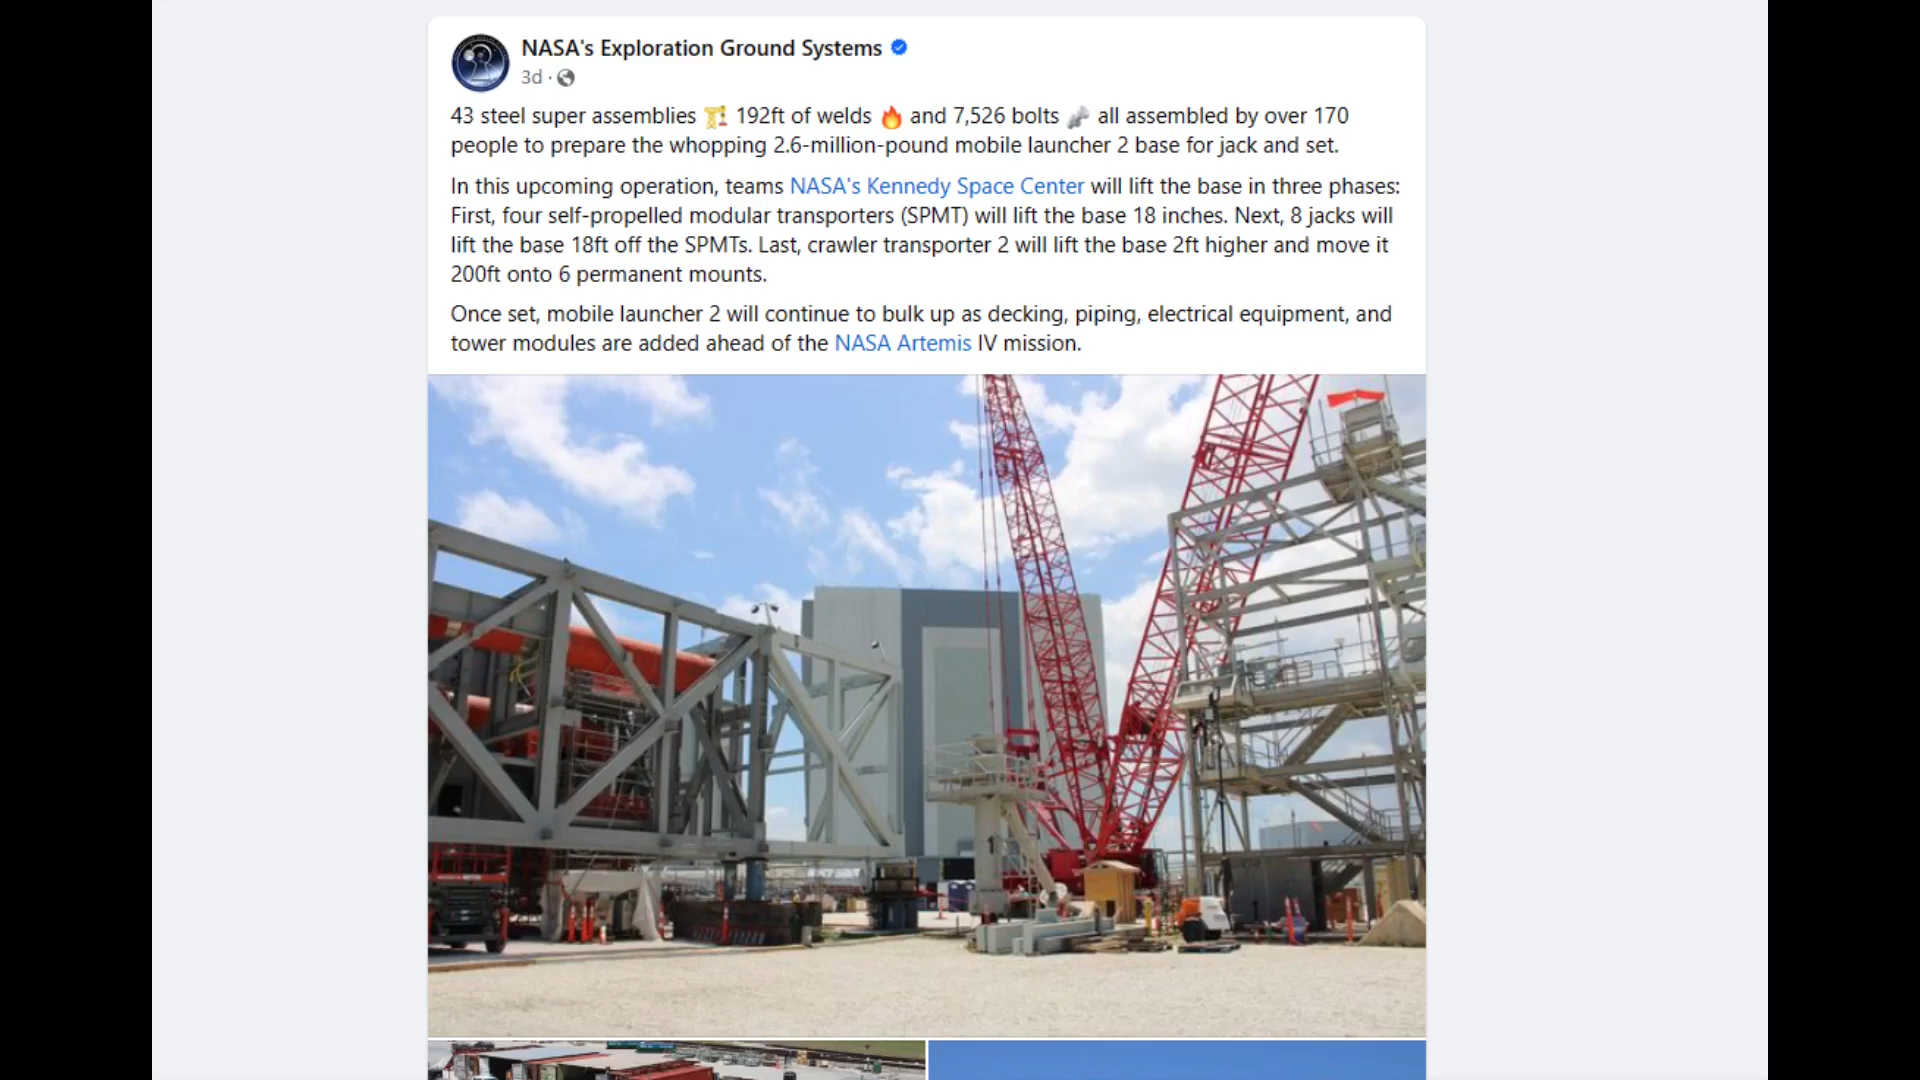 NASA's Exploration Ground Systems
3d ·
43 steel super assemblies 🏗️ 192ft of welds 🔥 and 7,526 bolts 🔩 all assembled by over 170
people to prepare the whopping 2.6-million-pound mobile launcher 2 base for jack and set.
In this upcoming operation, teams NASA's Kennedy Space Center will lift the base in three phases:
First, four self-propelled modular transporters (SPMT) will lift the base 18 inches. Next, 8 jacks will
lift the base 18ft off the SPMTs. Last, crawler transporter 2 will lift the base 2ft higher and move it
200ft onto 6 permanent mounts.
Once set, mobile launcher 2 will continue to bulk up as decking, piping, electrical equipment, and
tower modules are added ahead of the NASA Artemis IV mission.
1